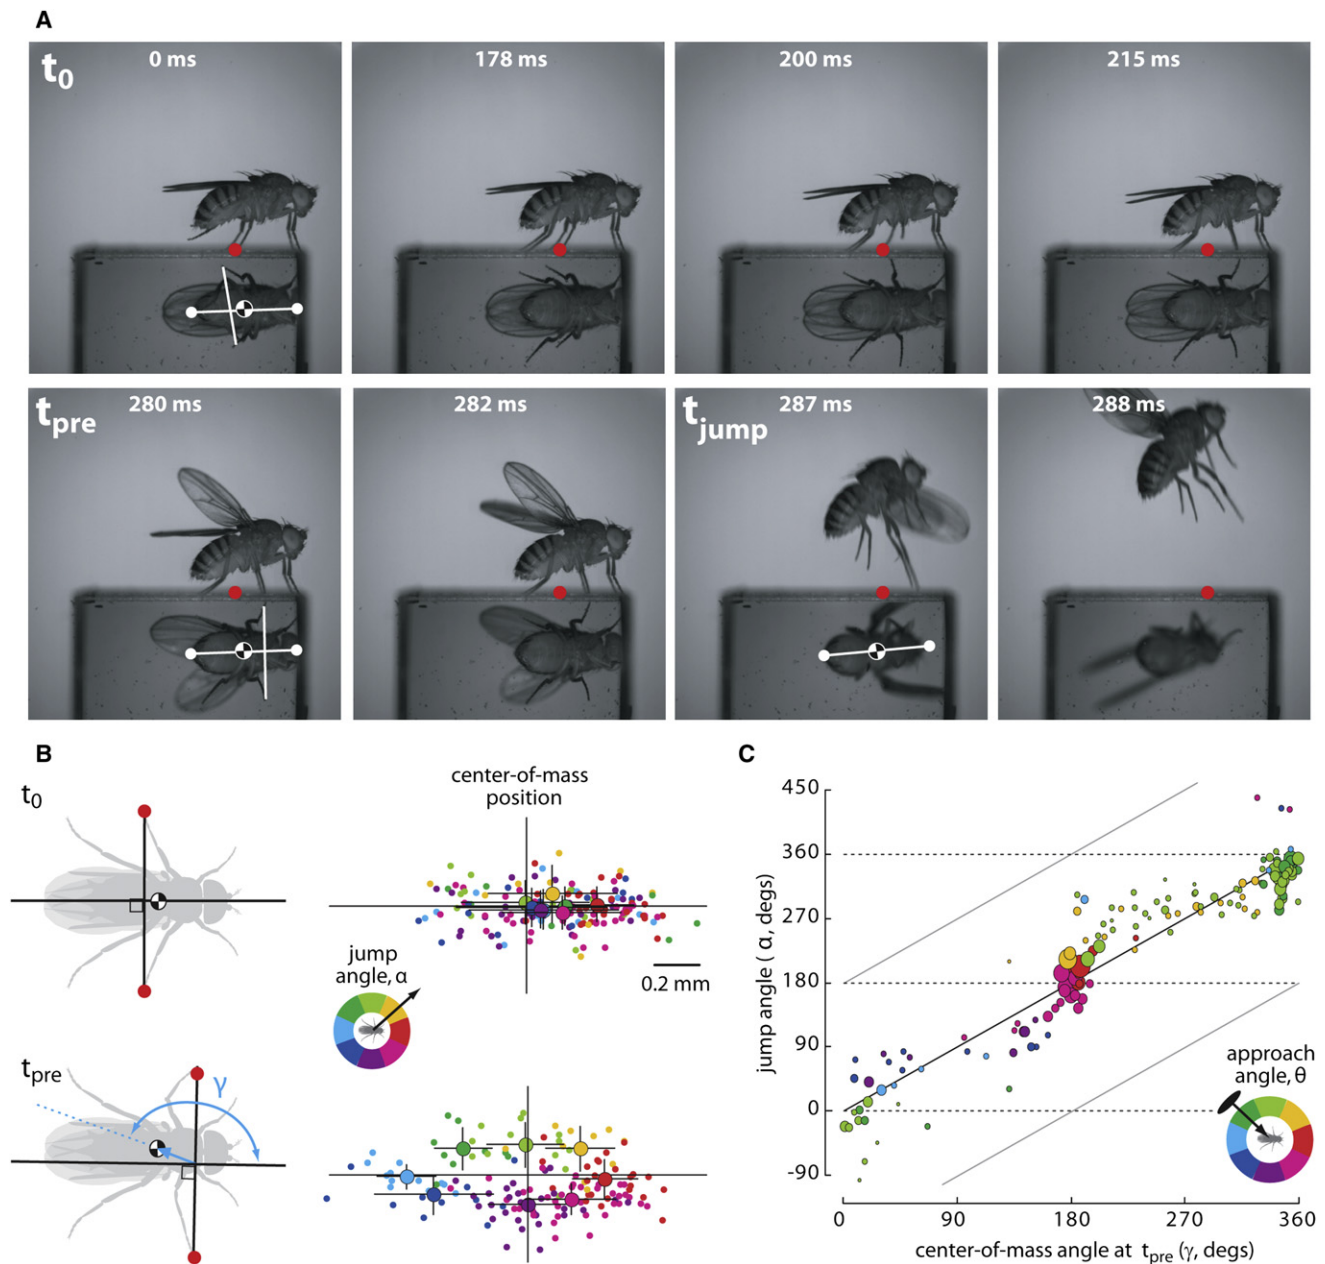 A
t0
0 ms
178 ms
200 ms
215 ms
tpre
280 ms
282 ms
tjump
287 ms
288 ms
B
t0
center-of-mass
position
jump
angle, α
0.2 mm
tpre
γ
C
450
360
270
180
90
0
-90
jump angle ( α, degs)
approach
angle, θ
0
90
180
270
360
center-of-mass angle at tpre (γ, degs)